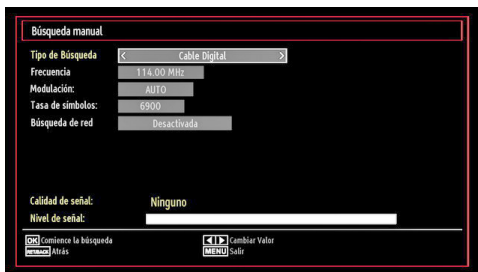 Búsqueda manual
Tipo de Búsqueda < Cable Digital >
Frecuencia 114.00 MHz
Modulación: AUTO
Tasa de símbolos: 6900
Búsqueda de red Desactivada
Calidad de señal: Ninguno
Nivel de señal:
OK Comience la búsqueda Cambiar Valor
RET/BACK Atrás MENU Salir